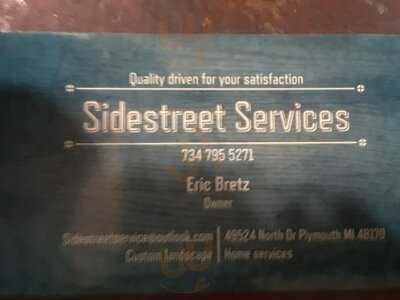 Quality driven for your satisfaction
Sidestreet Services
734 795 5271
Eric Bretz
Owner
Sidestreetservice@outlook.com | 49524 North Dr Plymouth MI 48170
Custom landscape | Home services